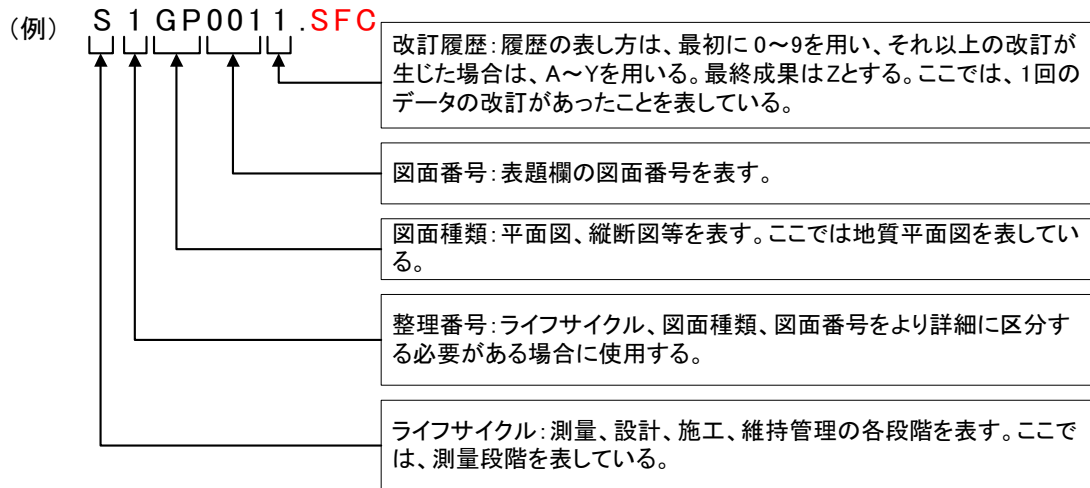 (例) S1GP0011.SFC
改訂履歴:履歴の表し方は、最初に0~9を用い、それ以上の改訂が
生じた場合は、A~Yを用いる。最終成果はZとする。ここでは、1回の
データの改訂があったことを表している。
図面番号:表題欄の図面番号を表す。
図面種類:平面図、縦断図等を表す。ここでは地質平面図を表してい
る。
整理番号:ライフサイクル、図面種類、図面番号をより詳細に区分す
る必要がある場合に使用する。
ライフサイクル:測量、設計、施工、維持管理の各段階を表す。ここで
は、測量段階を表している。